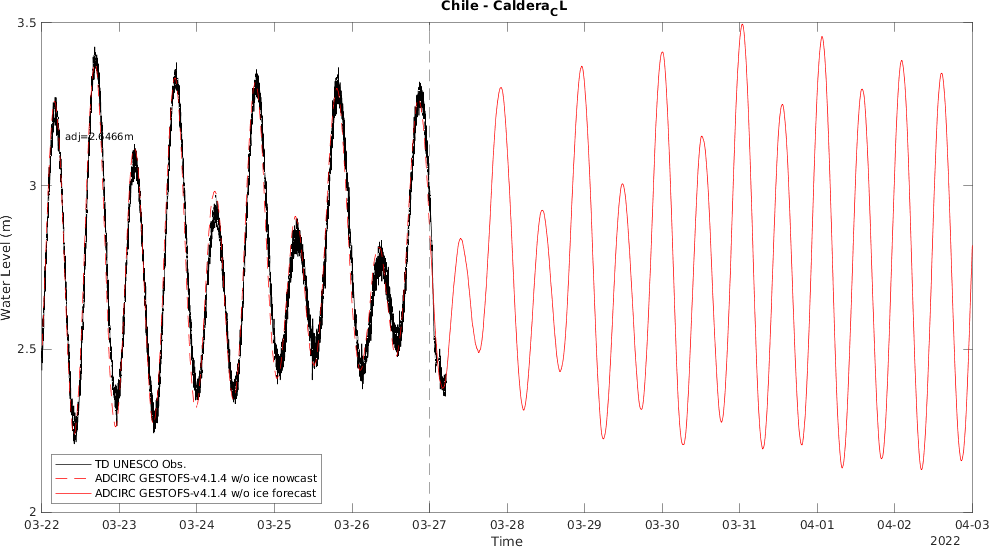 Chile - Caldera_CL
3.5
3
2.5
2
Water Level (m)
adj=2.6466m
TD UNESCO Obs.
ADCIRC GESTOFS-v4.1.4 w/o ice nowcast
ADCIRC GESTOFS-v4.1.4 w/o ice forecast
03-22 03-23 03-24 03-25 03-26 03-27 03-28 03-29 03-30 03-31 04-01 04-02 04-03
Time
2022